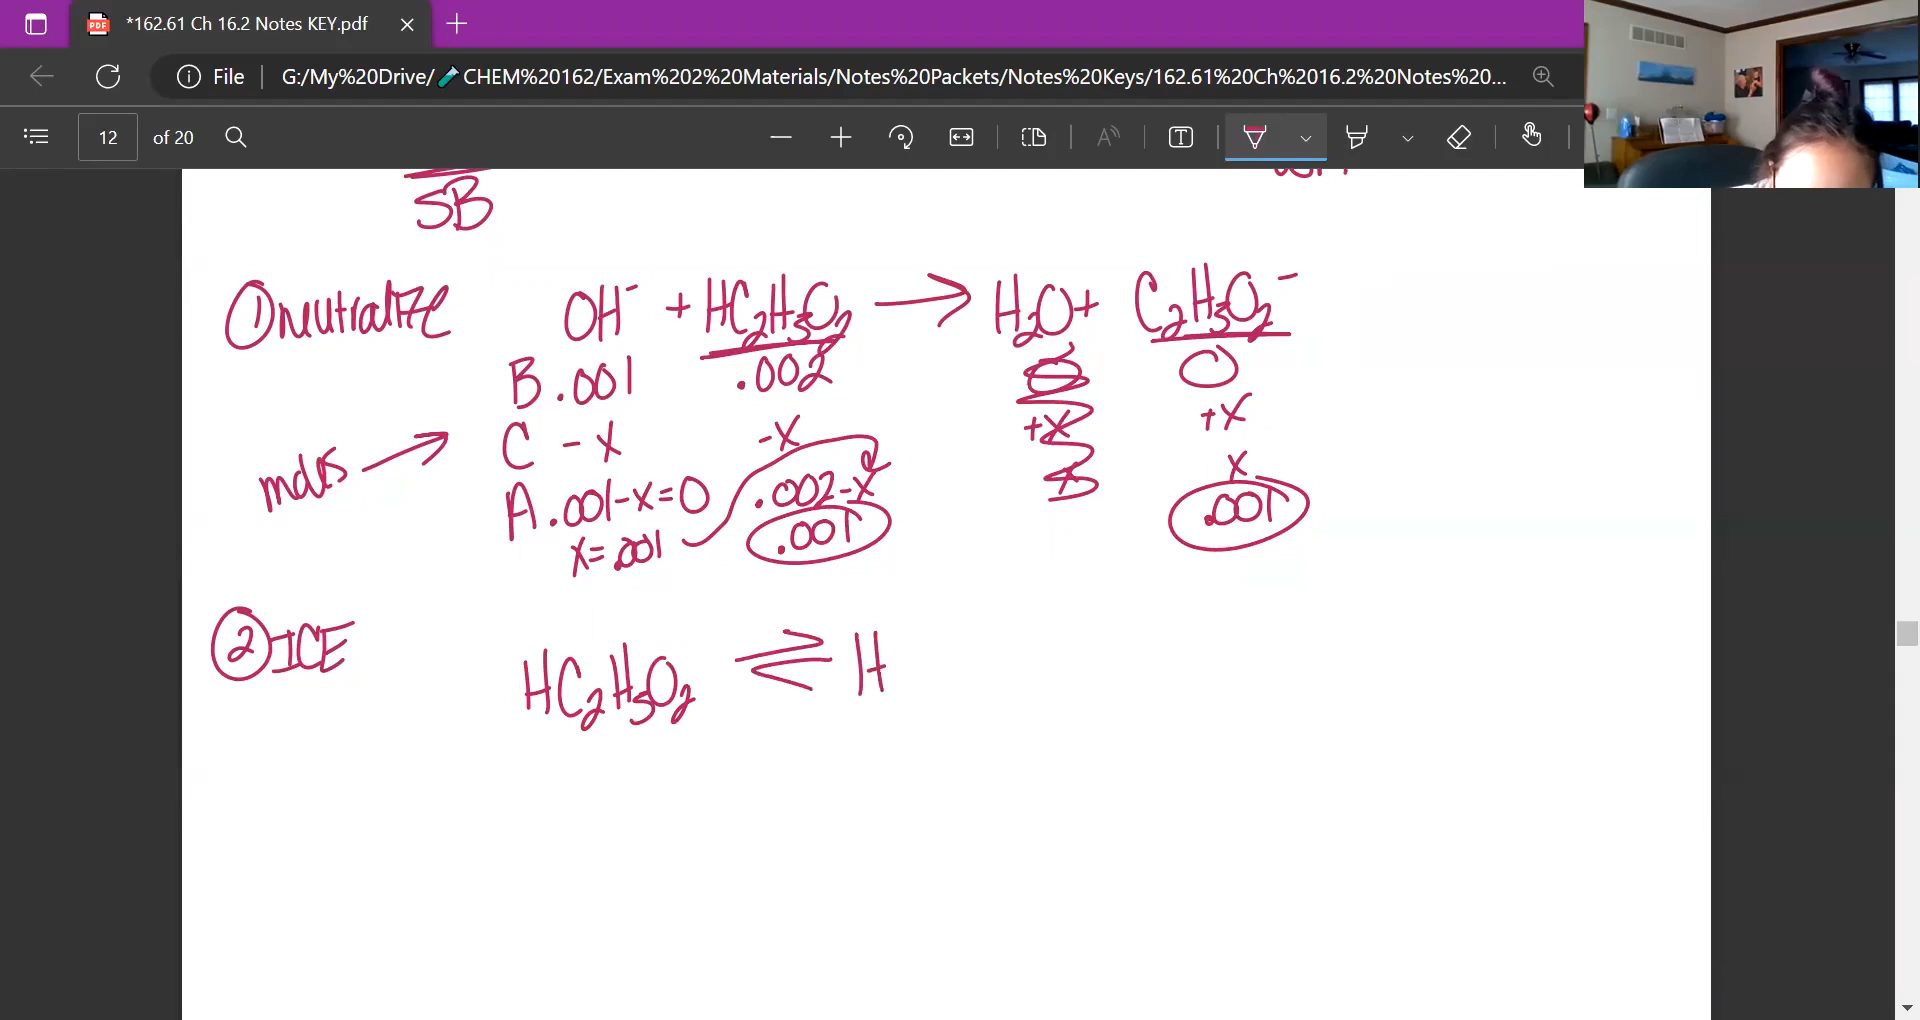 *162.61 Ch 16.2 Notes KEY.pdf
File
G:/My%20Drive/🧪CHEM%20162/Exam%202%20Materials/Notes%20Packets/Notes%20Keys/162.61%20Ch%2016.2%20Notes%20...
12 of 20
SB
① neutralize OH⁻ + HC₂H₃O₂ → H₂O + C₂H₃O₂⁻
B .001 .002 0 0
moles → C -x -x +x +x
A .001-x=0 .002-x x x
x=.001 .001 .001
② ICE HC₂H₃O₂ ⇌ H